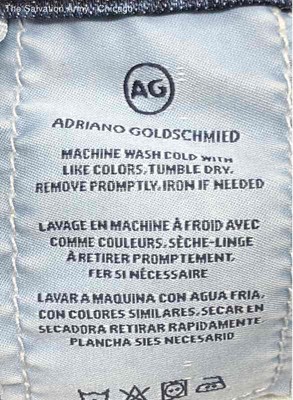 The Salvation Army, Chicago
AG
ADRIANO GOLDSCHMIED
MACHINE WASH COLD WITH
LIKE COLORS, TUMBLE DRY.
REMOVE PROMPTLY, IRON IF NEEDED
LAVAGE EN MACHINE À FROID AVEC
COMME COULEURS, SÈCHE-LINGE
À RETIRER PROMPTEMENT,
FER SI NÉCESSAIRE
LAVAR A MAQUINA CON AGUA FRIA,
CON COLORES SIMILARES, SECAR EN
SECADORA RETIRAR RAPIDAMENTE
PLANCHA SIES NECESARIO